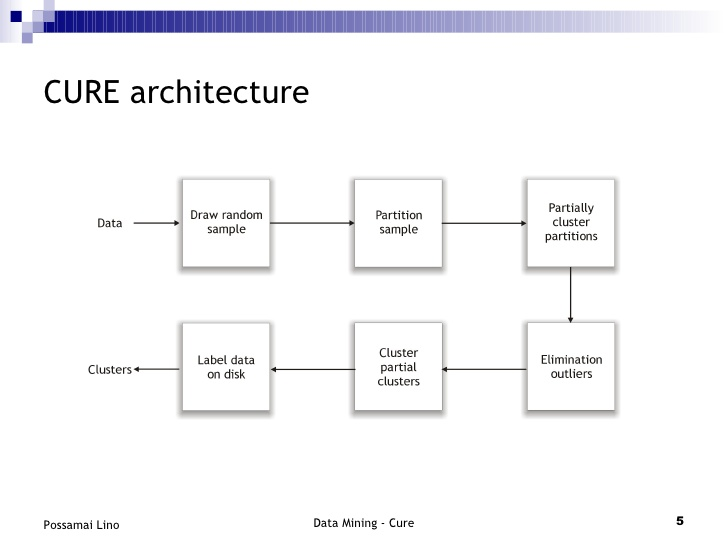 CURE architecture
Data
Draw random
sample
Partition
sample
Partially
cluster
partitions
Elimination
outliers
Cluster
partial
clusters
Label data
on disk
Clusters
Possamai Lino
Data Mining - Cure
5